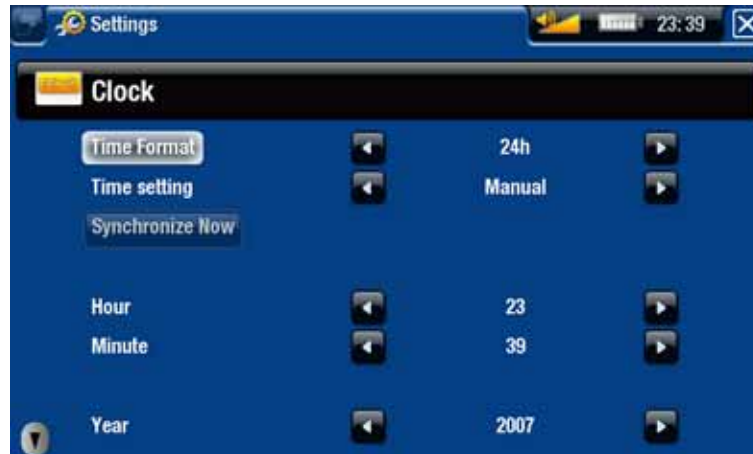 Settings 23:39
Clock
Time Format 24h
Time setting Manual
Synchronize Now
Hour 23
Minute 39
Year 2007